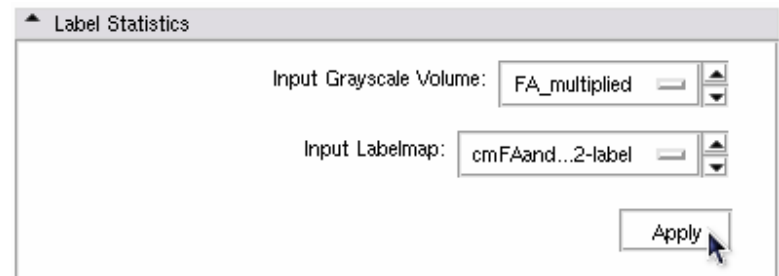 Label Statistics
Input Grayscale Volume: FA_multiplied
Input Labelmap: cmFAand...2-label
Apply